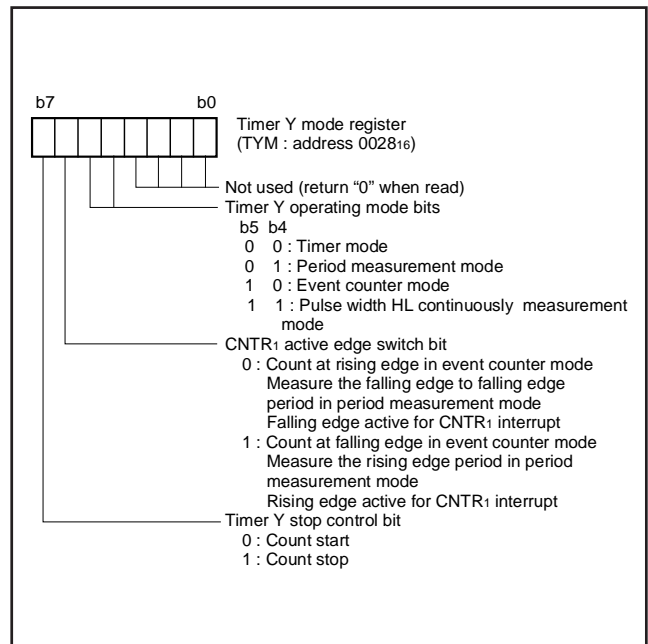 b7 b0
Timer Y mode register
(TYM : address 002816)
Not used (return “0” when read)
Timer Y operating mode bits
b5 b4
0 0 : Timer mode
0 1 : Period measurement mode
1 0 : Event counter mode
1 1 : Pulse width HL continuously measurement
mode
CNTR1 active edge switch bit
0 : Count at rising edge in event counter mode
Measure the falling edge to falling edge
period in period measurement mode
Falling edge active for CNTR1 interrupt
1 : Count at falling edge in event counter mode
Measure the rising edge period in period
measurement mode
Rising edge active for CNTR1 interrupt
Timer Y stop control bit
0 : Count start
1 : Count stop